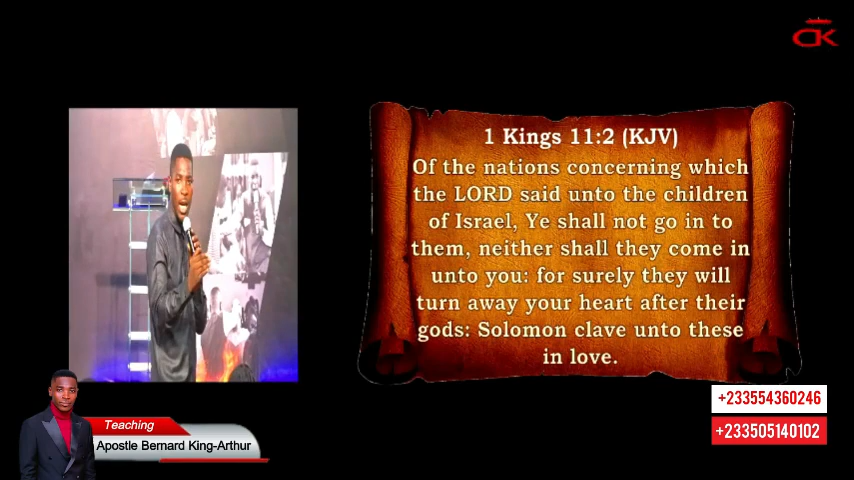 CK
1 Kings 11:2 (KJV)
Of the nations concerning which
the LORD said unto the children
of Israel, Ye shall not go in to
them, neither shall they come in
unto you: for surely they will
turn away your heart after their
gods: Solomon clave unto these
in love.
+233554360246
+233505140102
Teaching
Apostle Bernard King-Arthur